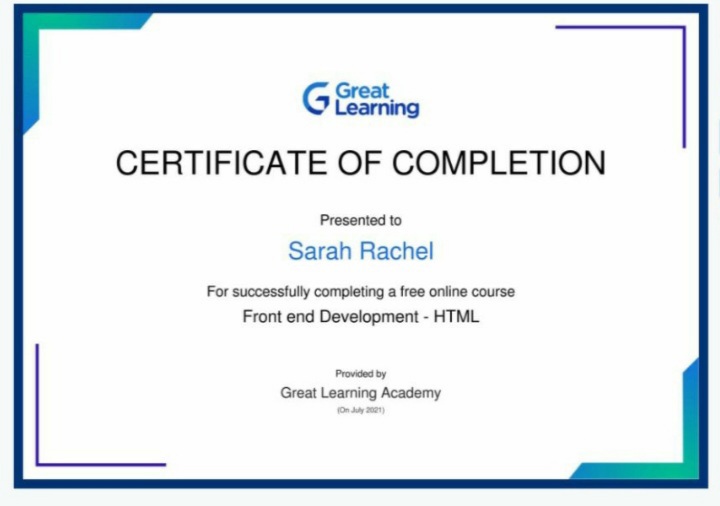 Great
Learning
CERTIFICATE OF COMPLETION
Presented to
Sarah Rachel
For successfully completing a free online course
Front end Development - HTML
Provided by
Great Learning Academy
(On July 2021)